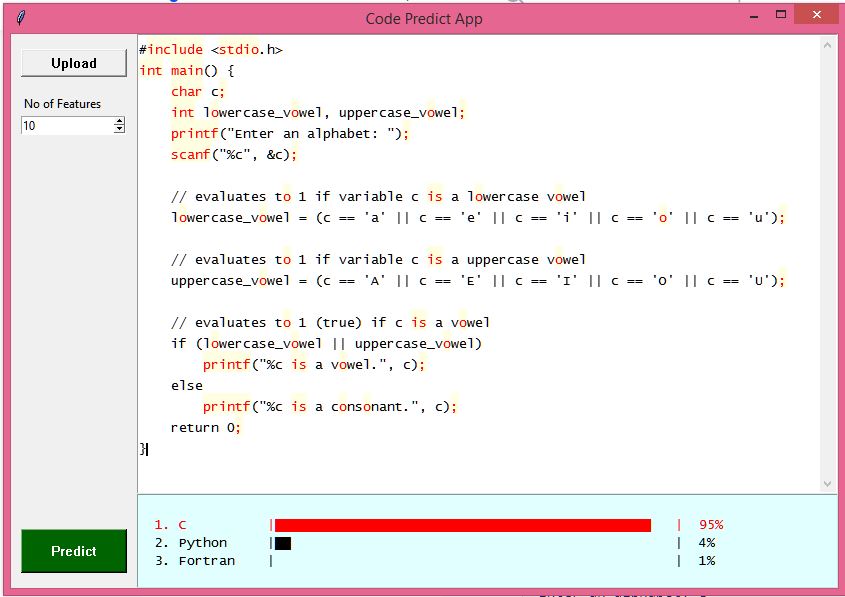 Code Predict App
Upload
No of Features
10
#include <stdio.h>
int main() {
    char c;
    int lowercase_vowel, uppercase_vowel;
    printf("Enter an alphabet: ");
    scanf("%c", &c);
    // evaluates to 1 if variable c is a lowercase vowel
    lowercase_vowel = (c == 'a' || c == 'e' || c == 'i' || c == 'o' || c == 'u');
    // evaluates to 1 if variable c is a uppercase vowel
    uppercase_vowel = (c == 'A' || c == 'E' || c == 'I' || c == 'O' || c == 'U');
    // evaluates to 1 (true) if c is a vowel
    if (lowercase_vowel || uppercase_vowel)
        printf("%c is a vowel.", c);
    else
        printf("%c is a consonant.", c);
    return 0;
}
Predict
1. C | | 95%
2. Python | | 4%
3. Fortran | | 1%